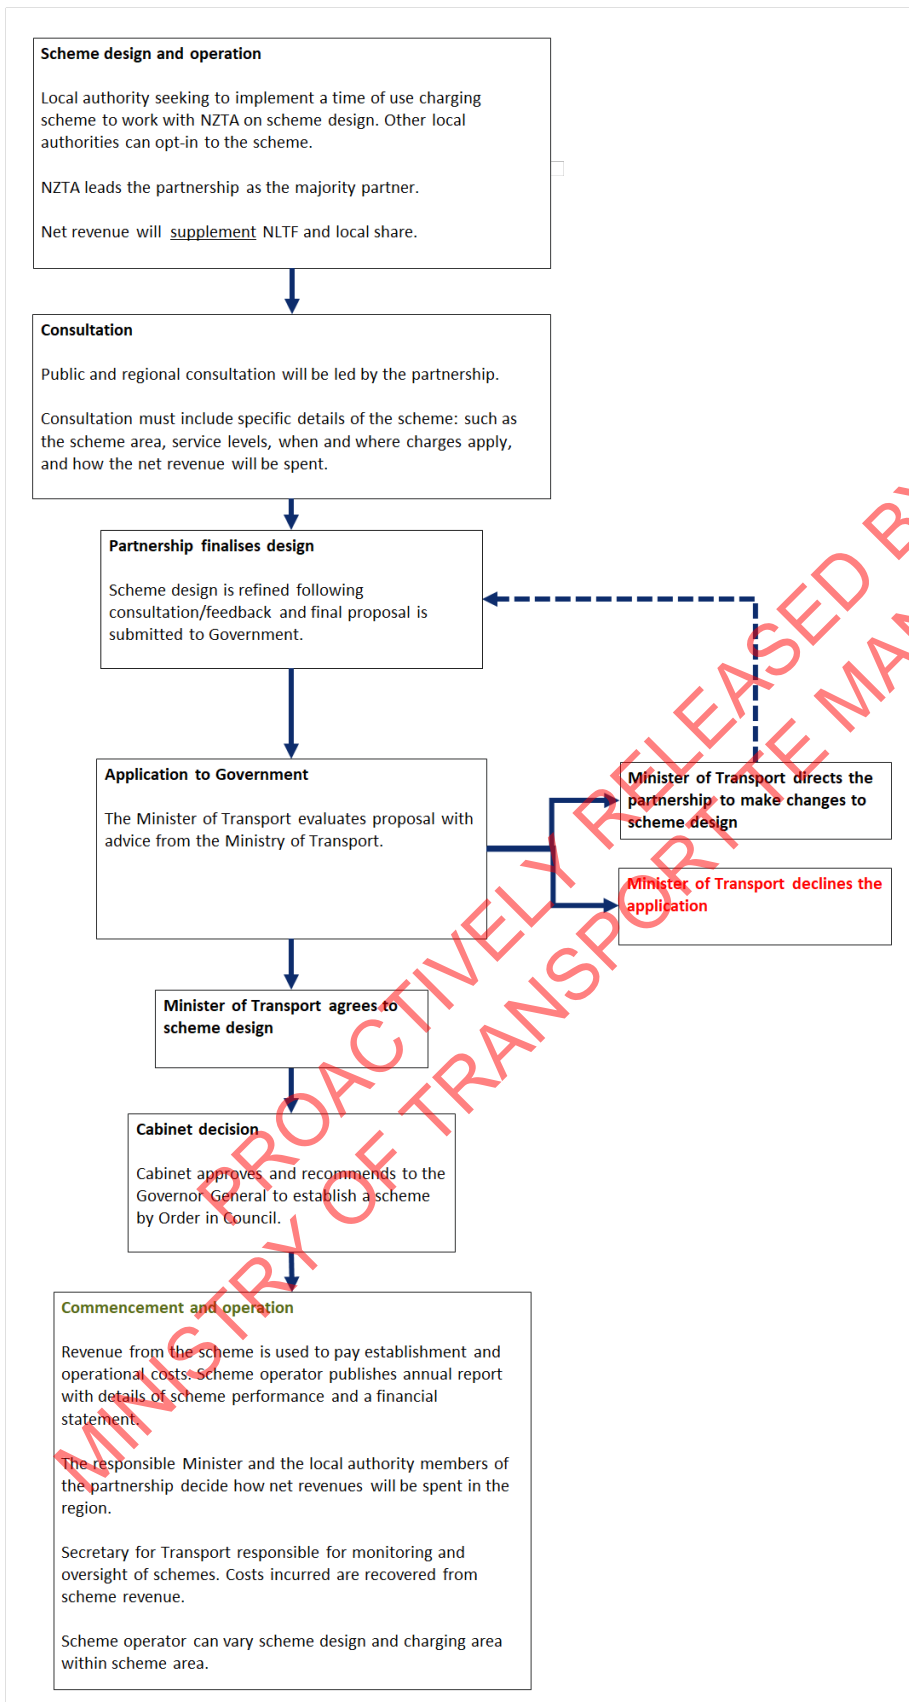 Scheme design and operation
Local authority seeking to implement a time of use charging
scheme to work with NZTA on scheme design. Other local
authorities can opt-in to the scheme.
NZTA leads the partnership as the majority partner.
Net revenue will supplement NLTF and local share.
Consultation
Public and regional consultation will be led by the partnership.
Consultation must include specific details of the scheme: such as
the scheme area, service levels, when and where charges apply,
and how the net revenue will be spent.
Partnership finalises design
Scheme design is refined following
consultation/feedback and final proposal is
submitted to Government.
Application to Government
The Minister of Transport evaluates proposal with
advice from the Ministry of Transport.
Minister of Transport directs the
partnership to make changes to
scheme design
Minister of Transport declines the
application
Minister of Transport agrees to
scheme design
Cabinet decision
Cabinet approves and recommends to the
Governor General to establish a scheme
by Order in Council.
Commencement and operation
Revenue from the scheme is used to pay establishment and
operational costs. Scheme operator publishes annual report
with details of scheme performance and a financial
statement.
The responsible Minister and the local authority members of
the partnership decide how net revenues will be spent in the
region.
Secretary for Transport responsible for monitoring and
oversight of schemes. Costs incurred are recovered from
scheme revenue.
Scheme operator can vary scheme design and charging area
within scheme area.
PROACTIVELY RELEASED BY
MINISTRY OF TRANSPORT TE